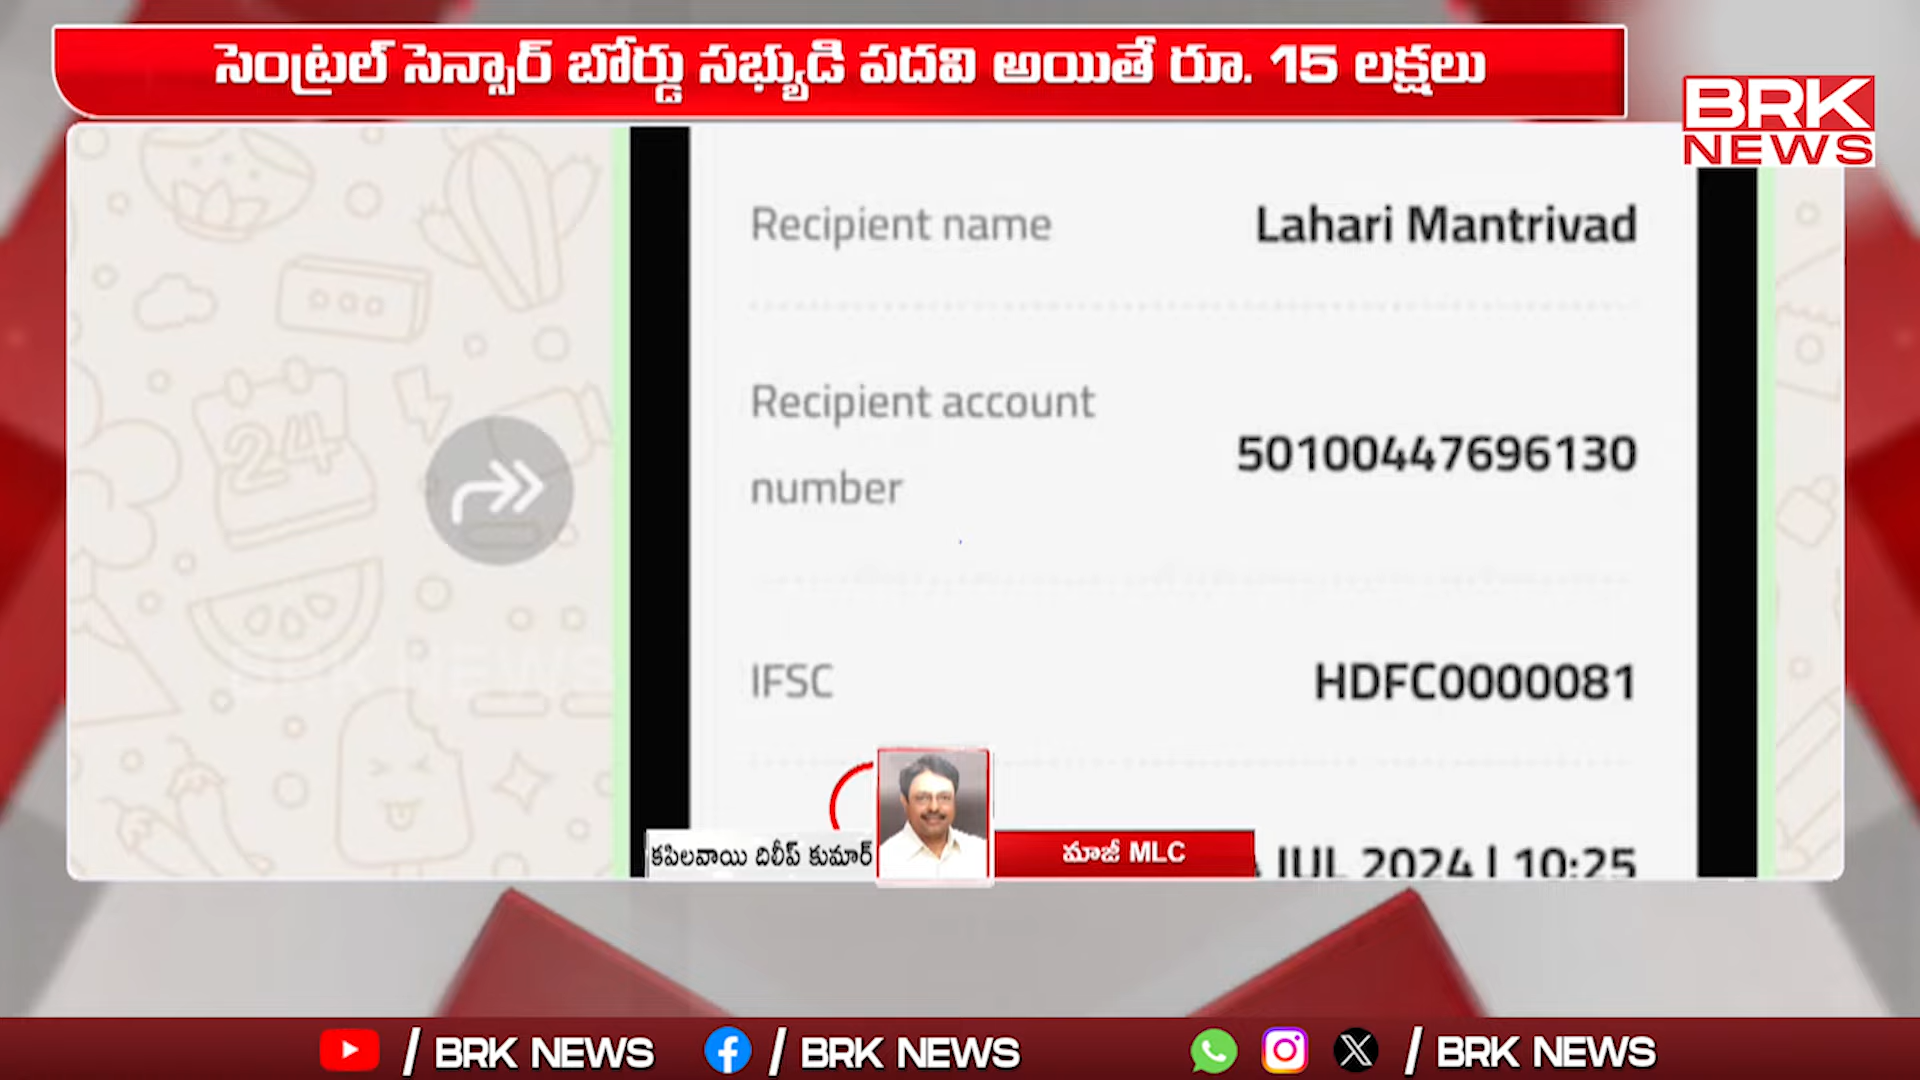 సెంట్రల్ సెన్సార్ బోర్డు సభ్యుడి పదవి అయితే రూ. 15 లక్షలు
BRK
NEWS
Recipient name Lahari Mantrivad
Recipient account
number
50100447696130
24
IFSC HDFC0000081
కపిలవాయి దిలీప్ కుమార్
మాజీ MLC
JUL 2024 | 10:25
/ BRK NEWS / BRK NEWS / BRK NEWS